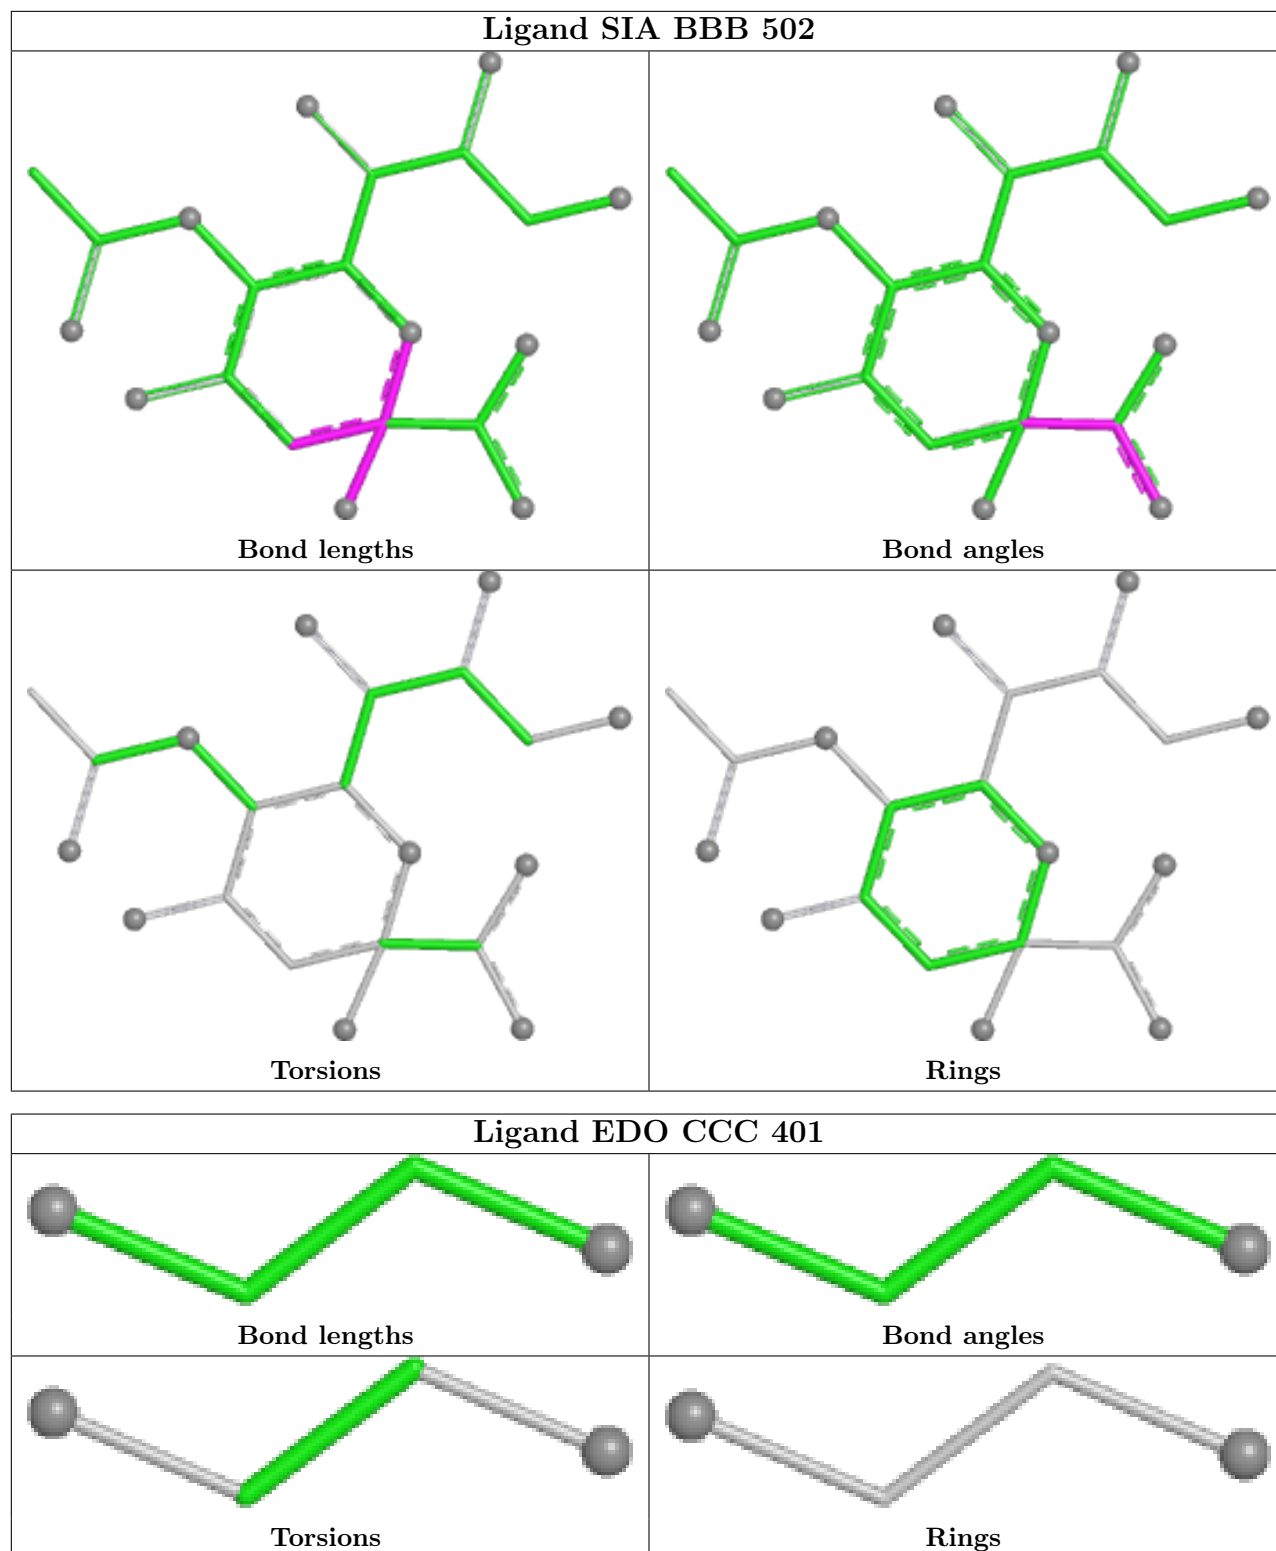 Ligand SIA BBB 502
Bond lengths
Bond angles
Torsions
Rings
Ligand EDO CCC 401
Bond lengths
Bond angles
Torsions
Rings